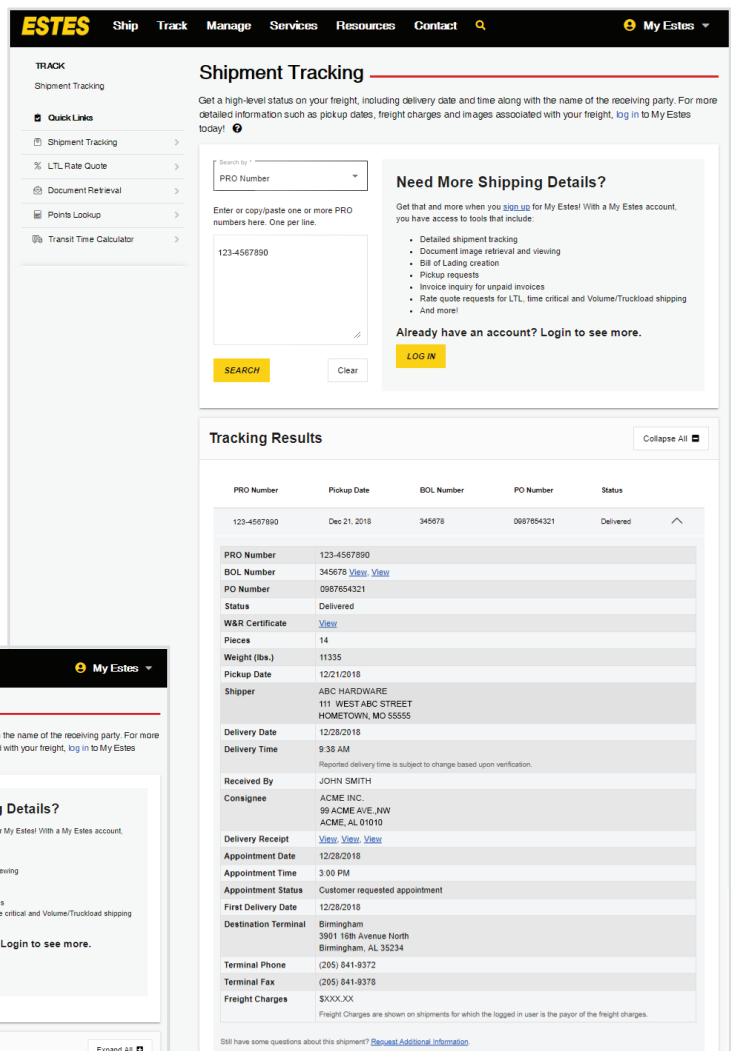 ESTES Ship Track Manage Services Resources Contact My Estes
TRACK
Shipment Tracking
Quick Links
Shipment Tracking
LTL Rate Quote
Document Retrieval
Points Lookup
Transit Time Calculator
Shipment Tracking
Get a high-level status on your freight, including delivery date and time along with the name of the receiving party. For more
detailed information such as pickup dates, freight charges and images associated with your freight, log in to My Estes
today!
Search by *
PRO Number
Enter or copy/paste one or more PRO
numbers here. One per line.
123-4567890
SEARCH Clear
Need More Shipping Details?
Get that and more when you sign up for My Estes! With a My Estes account,
you have access to tools that include:
• Detailed shipment tracking
• Document image retrieval and viewing
• Bill of Lading creation
• Pickup requests
• Invoice inquiry for unpaid invoices
• Rate quote requests for LTL, time critical and Volume/Truckload shipping
• And more!
Already have an account? Login to see more.
LOG IN
Tracking Results Collapse All
PRO Number Pickup Date BOL Number PO Number Status
123-4567890 Dec 21, 2018 345678 0987654321 Delivered
PRO Number 123-4567890
BOL Number 345678 View, View
PO Number 0987654321
Status Delivered
W&R Certificate View
Pieces 14
Weight (lbs.) 11335
Pickup Date 12/21/2018
Shipper ABC HARDWARE
111 WEST ABC STREET
HOMETOWN, MO 55555
Delivery Date 12/28/2018
Delivery Time 9:38 AM
Reported delivery time is subject to change based upon verification.
Received By JOHN SMITH
Consignee ACME INC.
99 ACME AVE.,NW
ACME, AL 01010
Delivery Receipt View, View, View
Appointment Date 12/28/2018
Appointment Time 3:00 PM
Appointment Status Customer requested appointment
First Delivery Date 12/28/2018
Destination Terminal Birmingham
3901 16th Avenue North
Birmingham, AL 35234
Terminal Phone (205) 841-9372
Terminal Fax (205) 841-9378
Freight Charges $XXX.XX
Freight Charges are shown on shipments for which the logged in user is the payor of the freight charges.
Still have some questions about this shipment? Request Additional Information.
My Estes
the name of the receiving party. For more
with your freight, log in to My Estes
Details?
My Estes! With a My Estes account,
critical and Volume/Truckload shipping
Login to see more.
Expand All